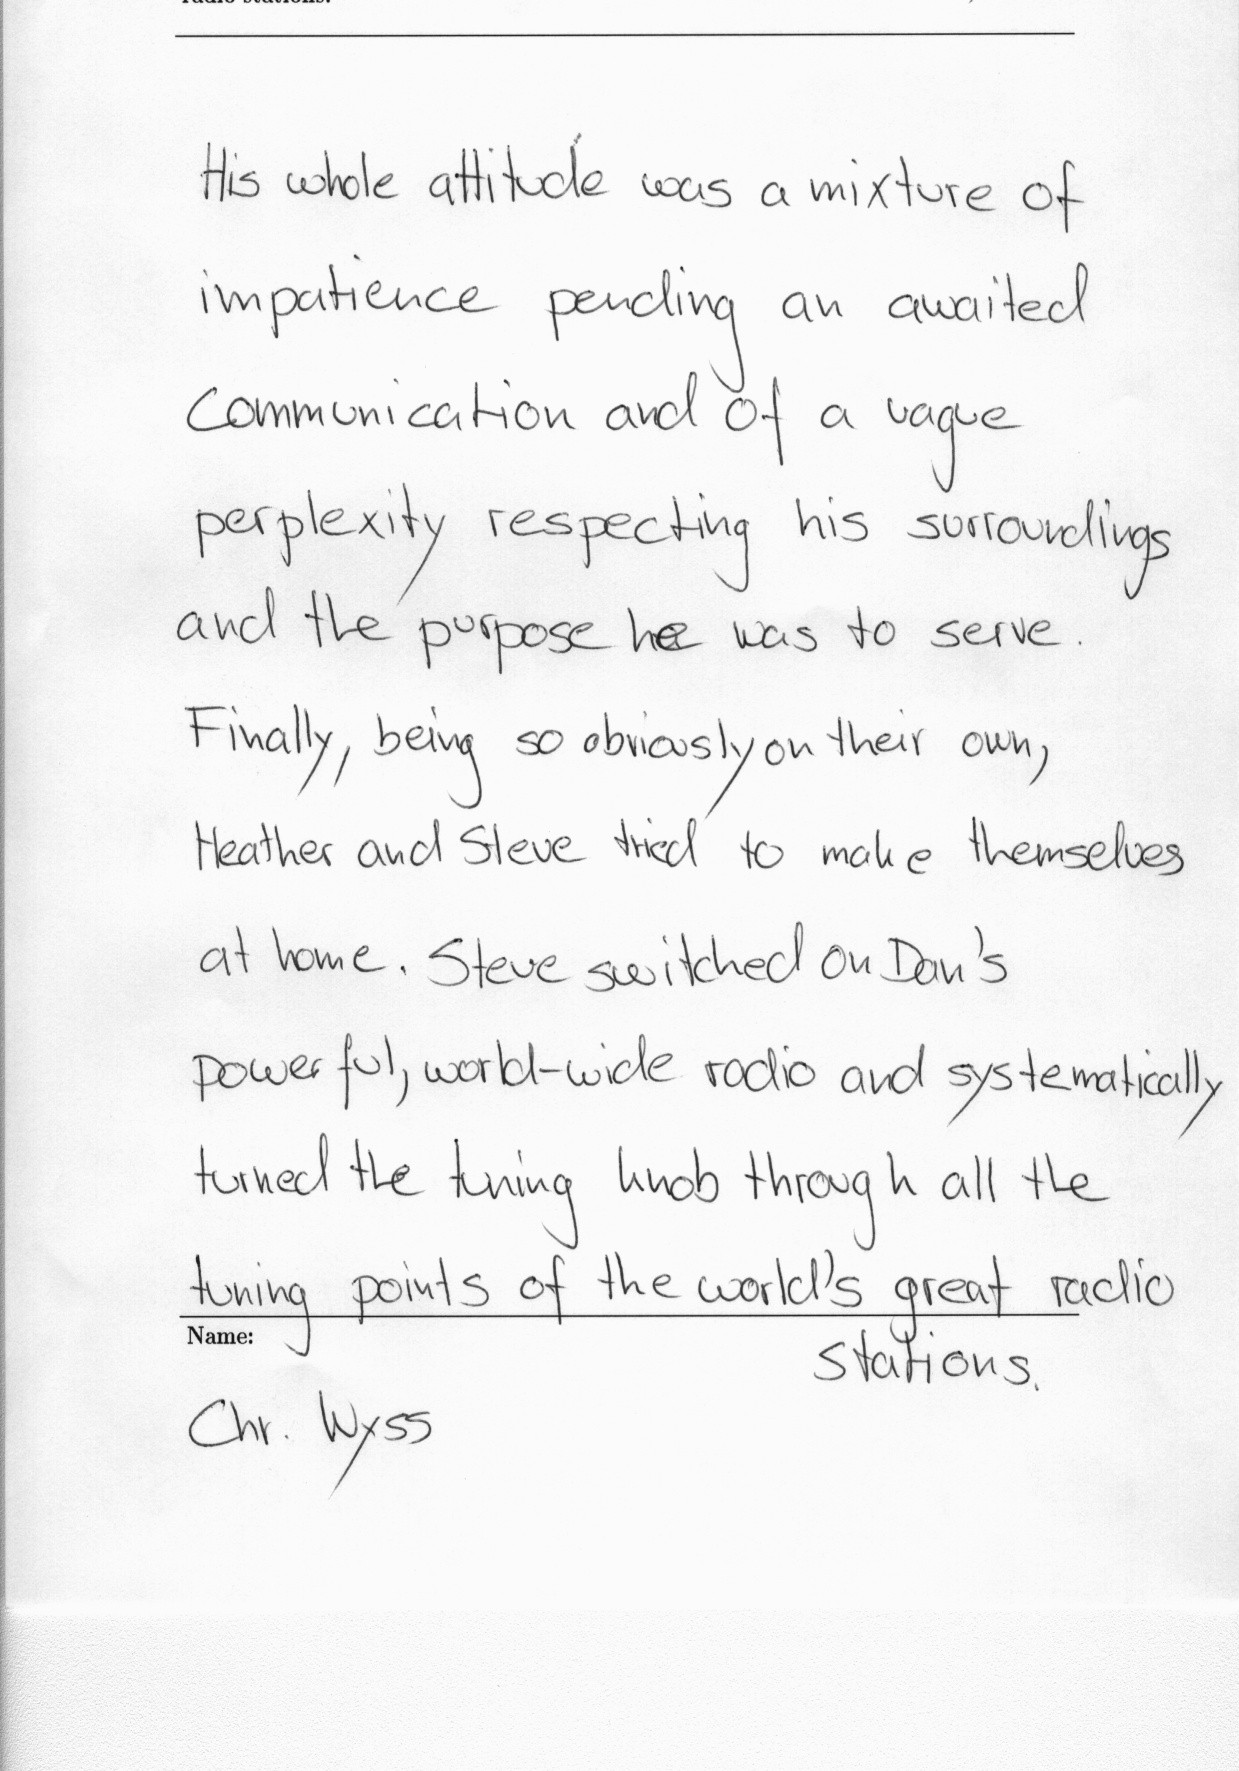 radio stations.
His whole attitude was a mixture of
impatience pending an awaited
communication and of a vague
perplexity respecting his surroundings
and the purpose he was to serve.
Finally, being so obviously on their own,
Heather and Steve tried to make themselves
at home. Steve switched on Dan's
powerful, world-wide radio and systematically
turned the tuning knob through all the
tuning points of the world's great radio
stations.
Name:
Chr. Wyss